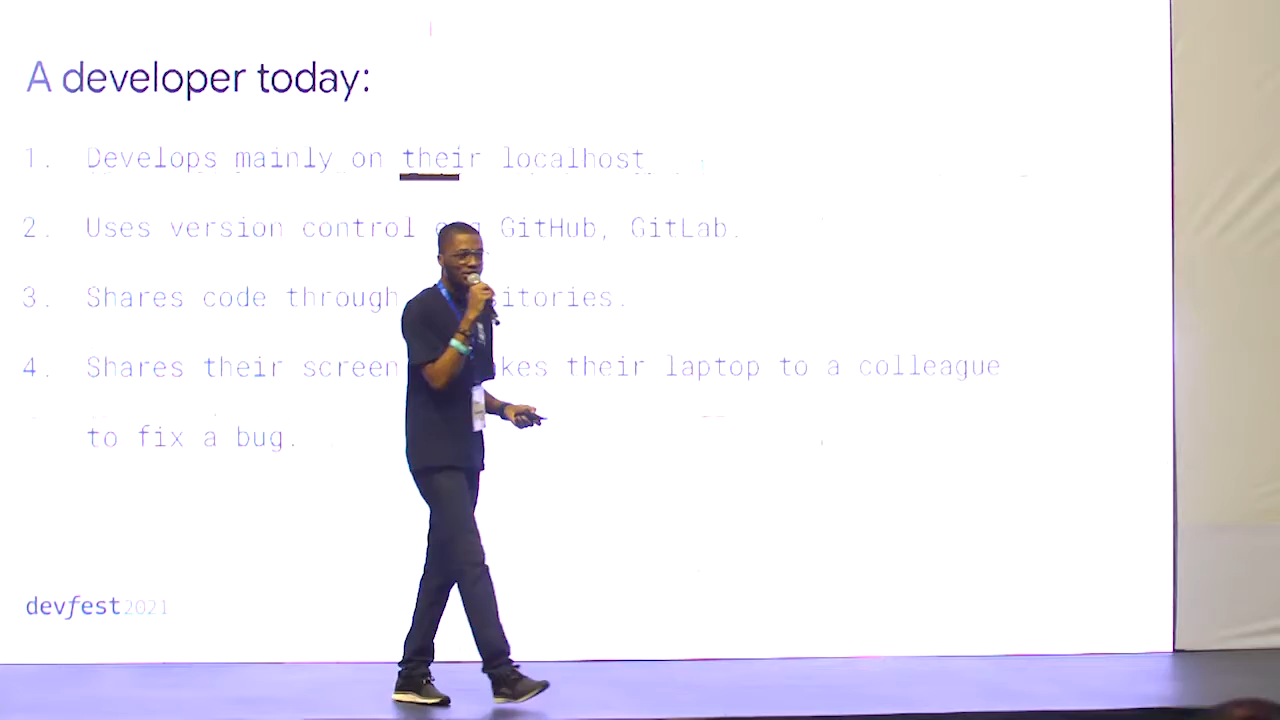 A developer today:
1. Develops mainly on their localhost
2. Uses version control GitHub, GitLab.
3. Shares code through
4. Shares their screen their laptop to a colleague
to fix a bug.
devfest2021